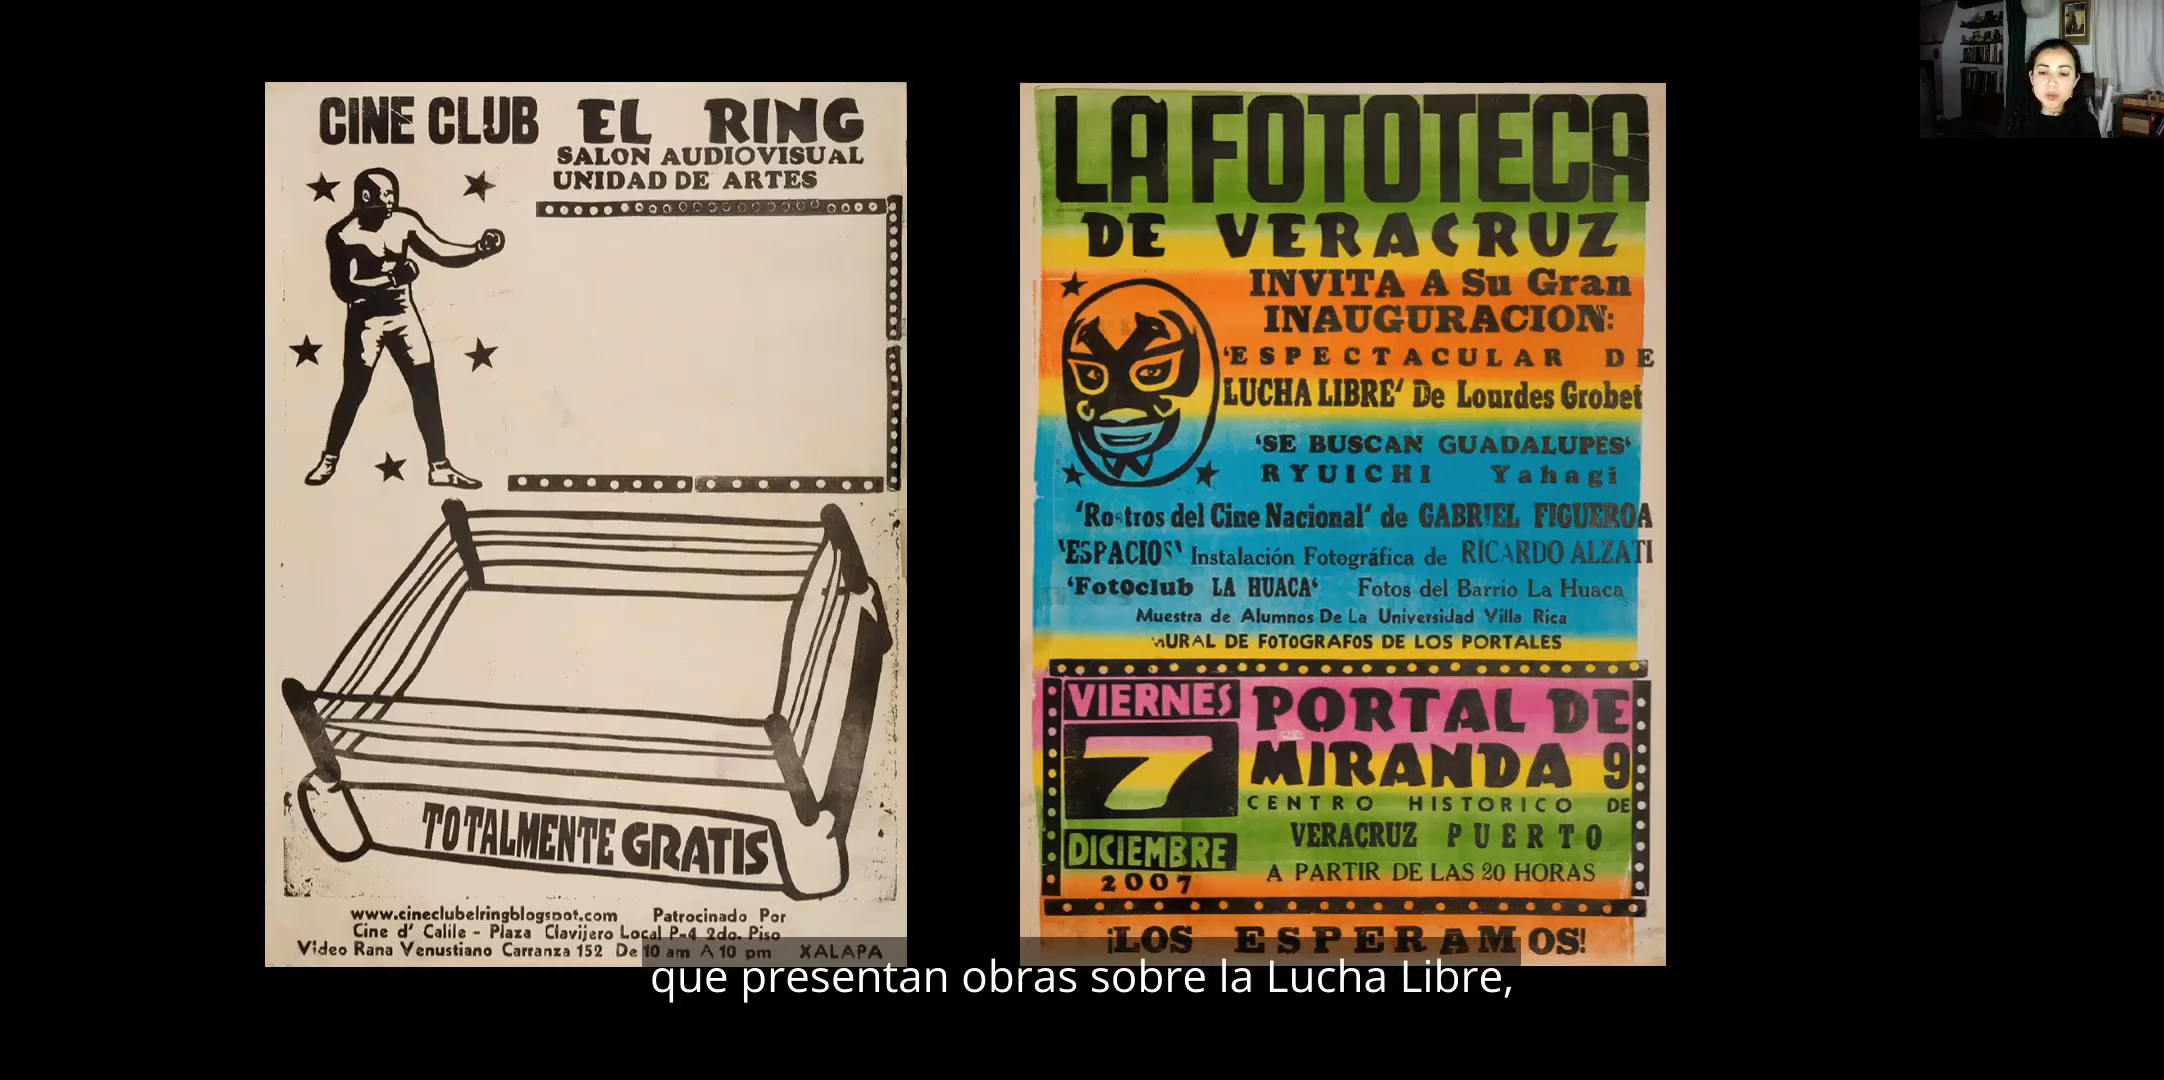 CINE CLUB EL RING
SALON AUDIOVISUAL
UNIDAD DE ARTES
TOTALMENTE GRATIS
www.cineclubelringblogspot.com Patrocinado Por
Cine d' Calile - Plaza Clavijero Local P-4 2do. Piso
Video Rana Venustiano Carranza 152 De 10 am A 10 pm XALAPA
LA FOTOTECA
DE VERACRUZ
INVITA A Su Gran
INAUGURACION:
'ESPECTACULAR DE
LUCHA LIBRE' De Lourdes Grobet
'SE BUSCAN GUADALUPES'
RYUICHI Yahagi
'Rostros del Cine Nacional' de GABRIEL FIGUEROA
'ESPACIOS' Instalación Fotográfica de RICARDO ALZATI
'Fotoclub LA HUACA' Fotos del Barrio La Huaca
Muestra de Alumnos De La Universidad Villa Rica
MURAL DE FOTOGRAFOS DE LOS PORTALES
VIERNES
7
DICIEMBRE
2007
PORTAL DE
MIRANDA 9
CENTRO HISTORICO DE
VERACRUZ PUERTO
A PARTIR DE LAS 20 HORAS
¡LOS ESPERAMOS!
que presentan obras sobre la Lucha Libre,